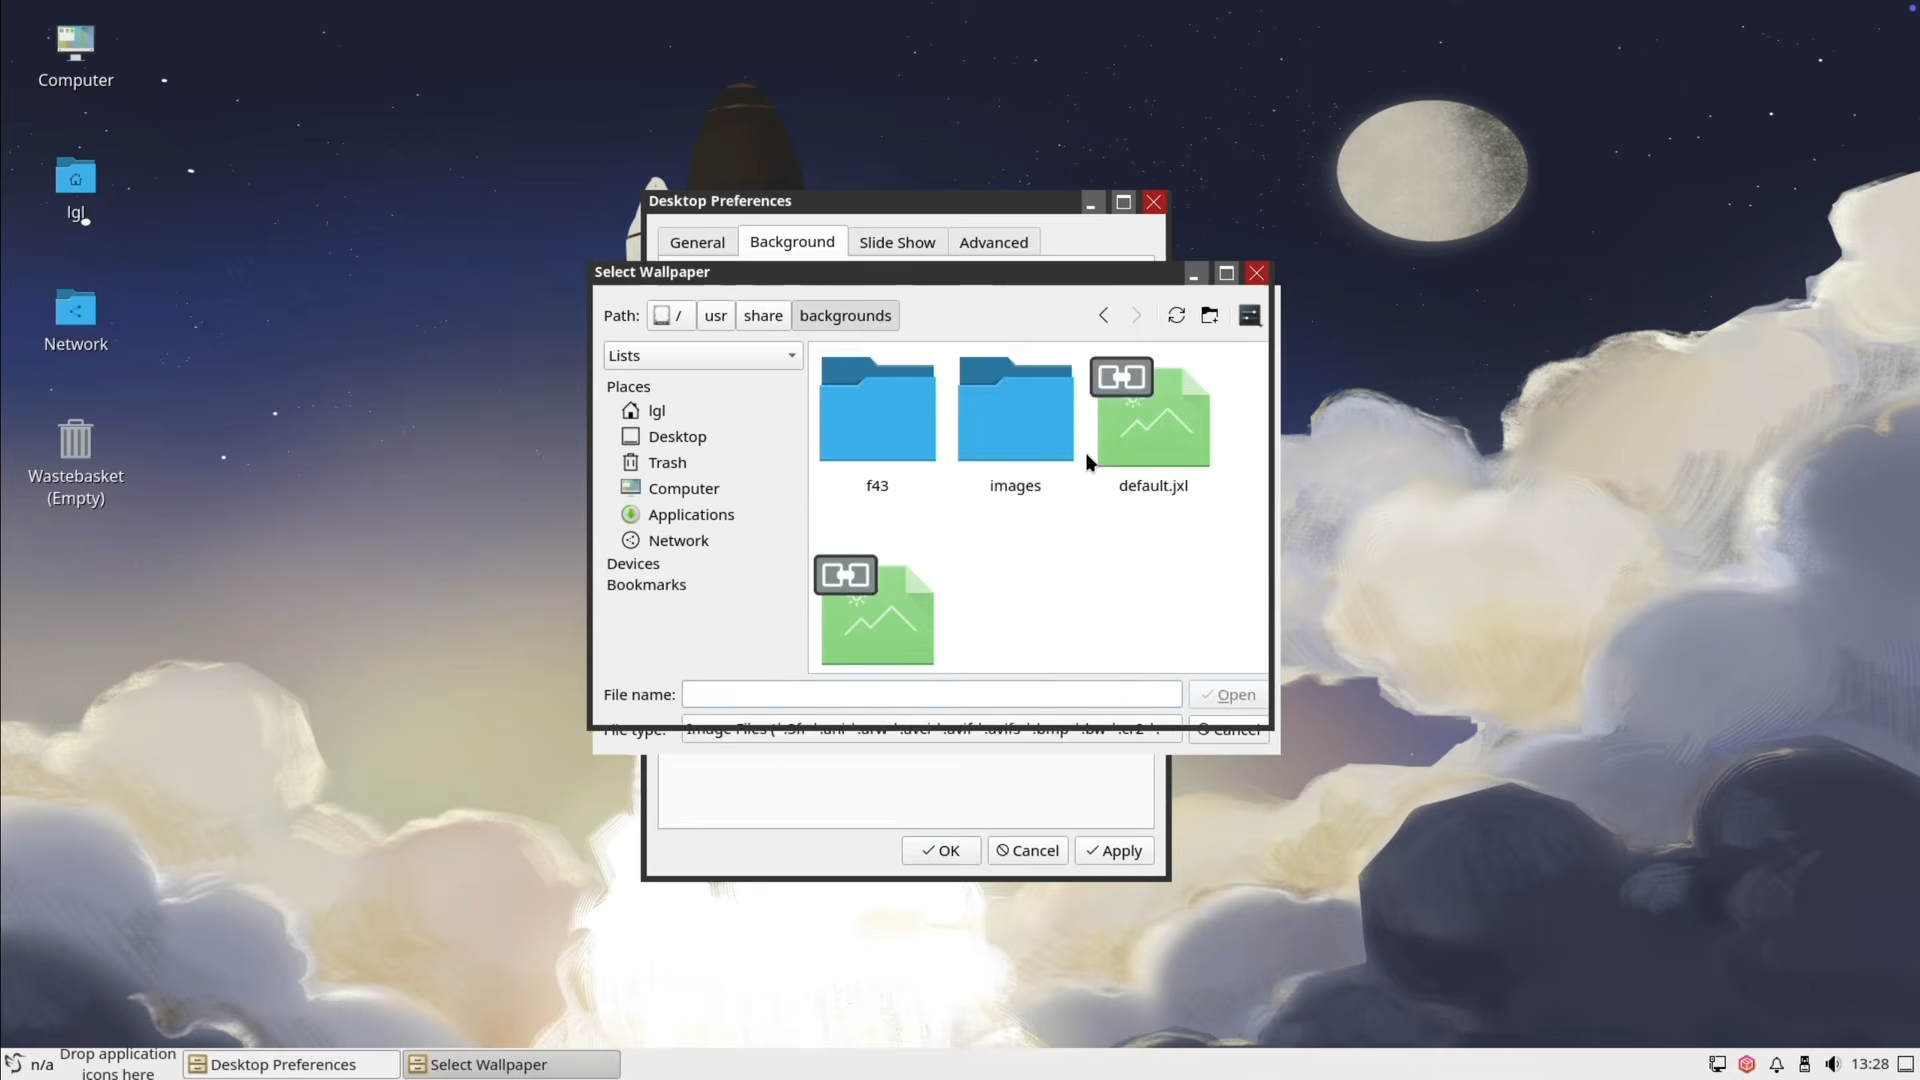 Computer
lgl
Network
Wastebasket
(Empty)
Desktop Preferences
General
Background
Slide Show
Advanced
Select Wallpaper
Path:
/
usr
share
backgrounds
Lists
Places
lgl
Desktop
Trash
Computer
Applications
Network
Devices
Bookmarks
f43
images
default.jxl
File name:
Open
File type:
Image Files
Cancel
OK
Cancel
Apply
n/a
Drop application
icons here
Desktop Preferences
Select Wallpaper
13:28